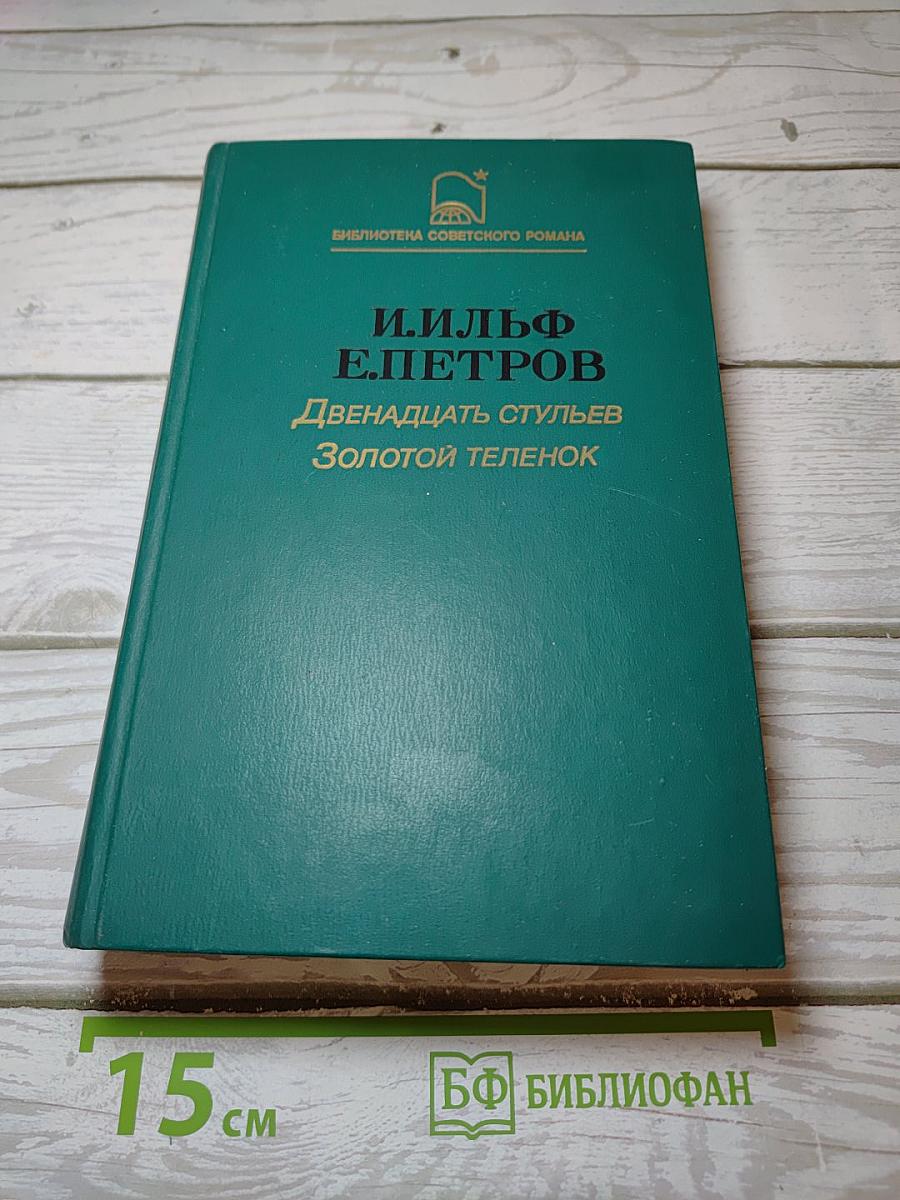 БИБЛИОТЕКА СОВЕТСКОГО РОМАНА
И.ИЛЬФ
Е.ПЕТРОВ
ДВЕНАДЦАТЬ СТУЛЬЕВ
ЗОЛОТОЙ ТЕЛЕНОК
15 см
БФ БИБЛИОФАН